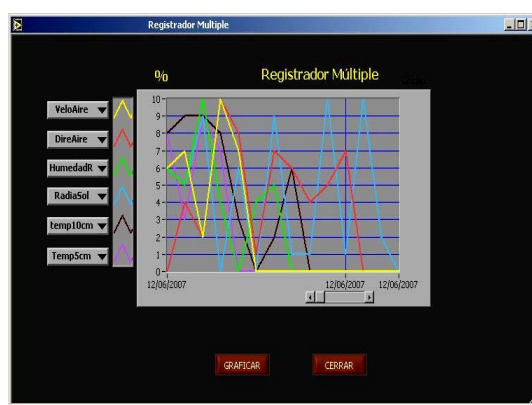 Registrador Multiple
% Registrador Múltiple
VeloAire
DireAire
HumedadR
RadiaSol
temp10cm
Temp5cm
10
9
8
7
6
5
4
3
2
1
0
12/06/2007 12/06/2007 12/06/2007
GRAFICAR CERRAR